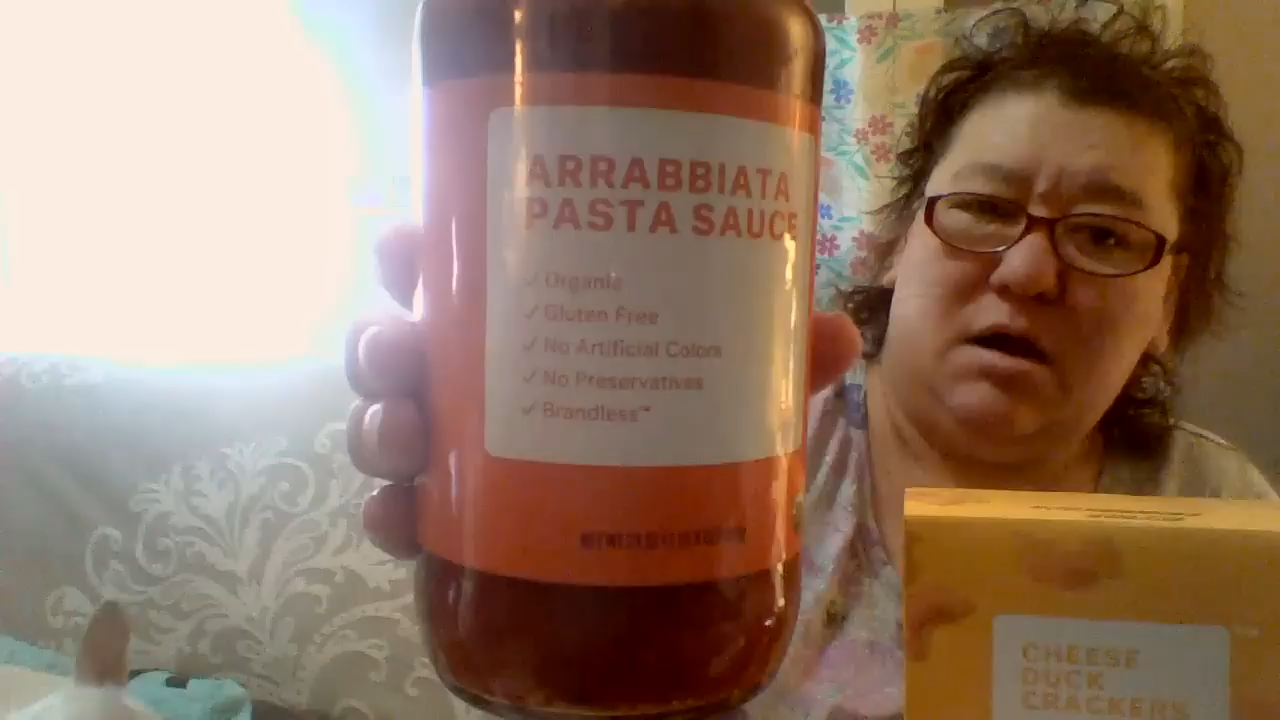 ARRABBIATA
PASTA SAUCE
✓ Organic
✓ Gluten Free
✓ No Artificial Colors
✓ No Preservatives
✓ Brandless™
CHEESE
DUCK
CRACKERS